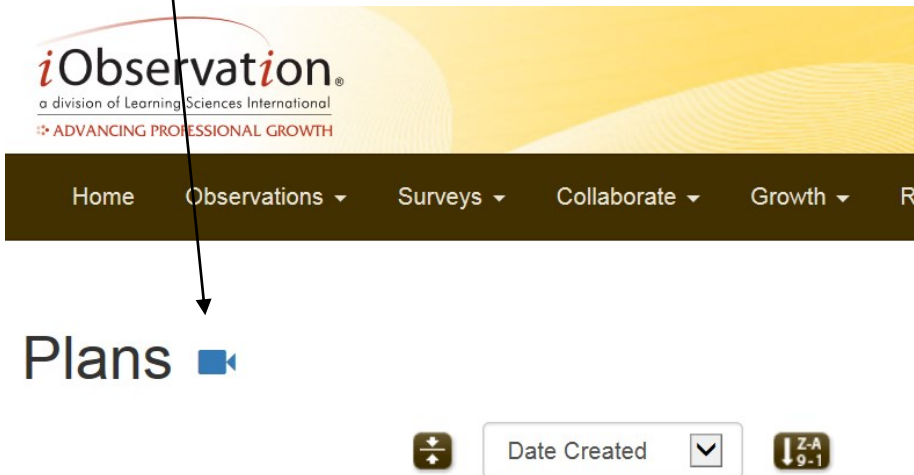 iObservation®
a division of Learning Sciences International
ADVANCING PROFESSIONAL GROWTH
Home Observations Surveys Collaborate Growth R
Plans
Date Created
Z-A
9-1